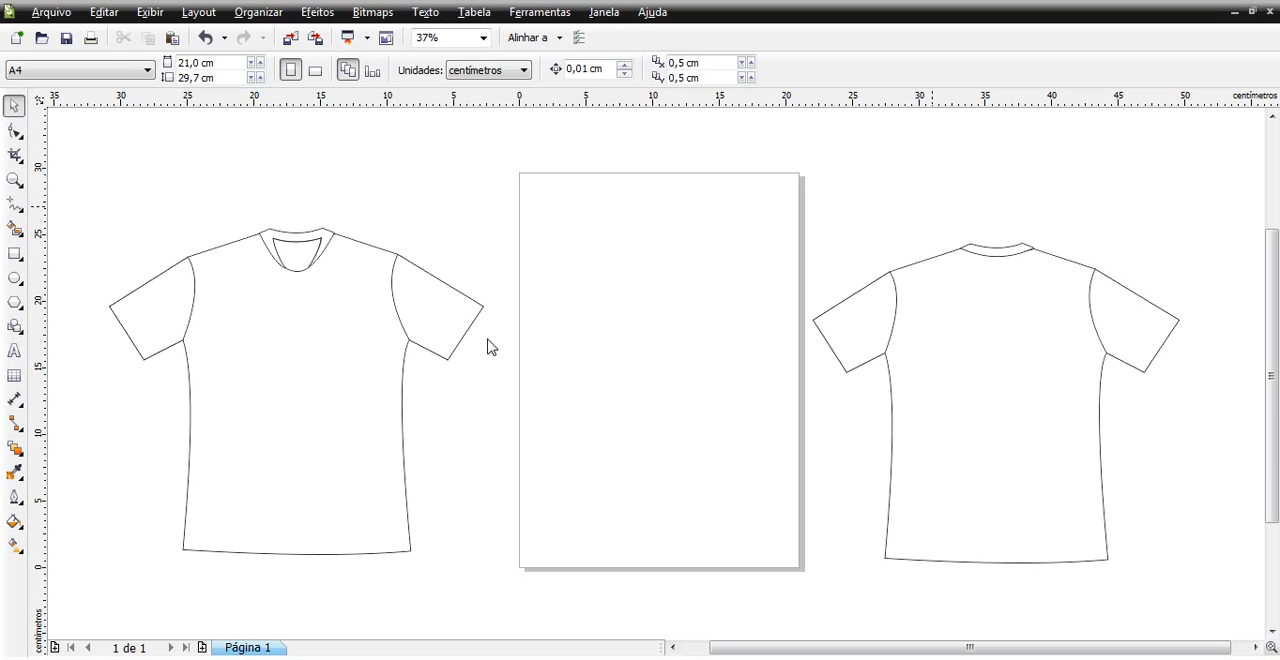 Arquivo Editar Exibir Layout Organizar Efeitos Bitmaps Texto Tabela Ferramentas Janela Ajuda
37% Alinhar a
A4 21,0 cm 29,7 cm Unidades: centímetros 0,01 cm 0,5 cm 0,5 cm
35 30 25 20 15 10 5 0 5 10 15 20 25 30 35 40 45 50 centímetros
30
25
20
15
10
5
0
centímetros
1 de 1 Página 1